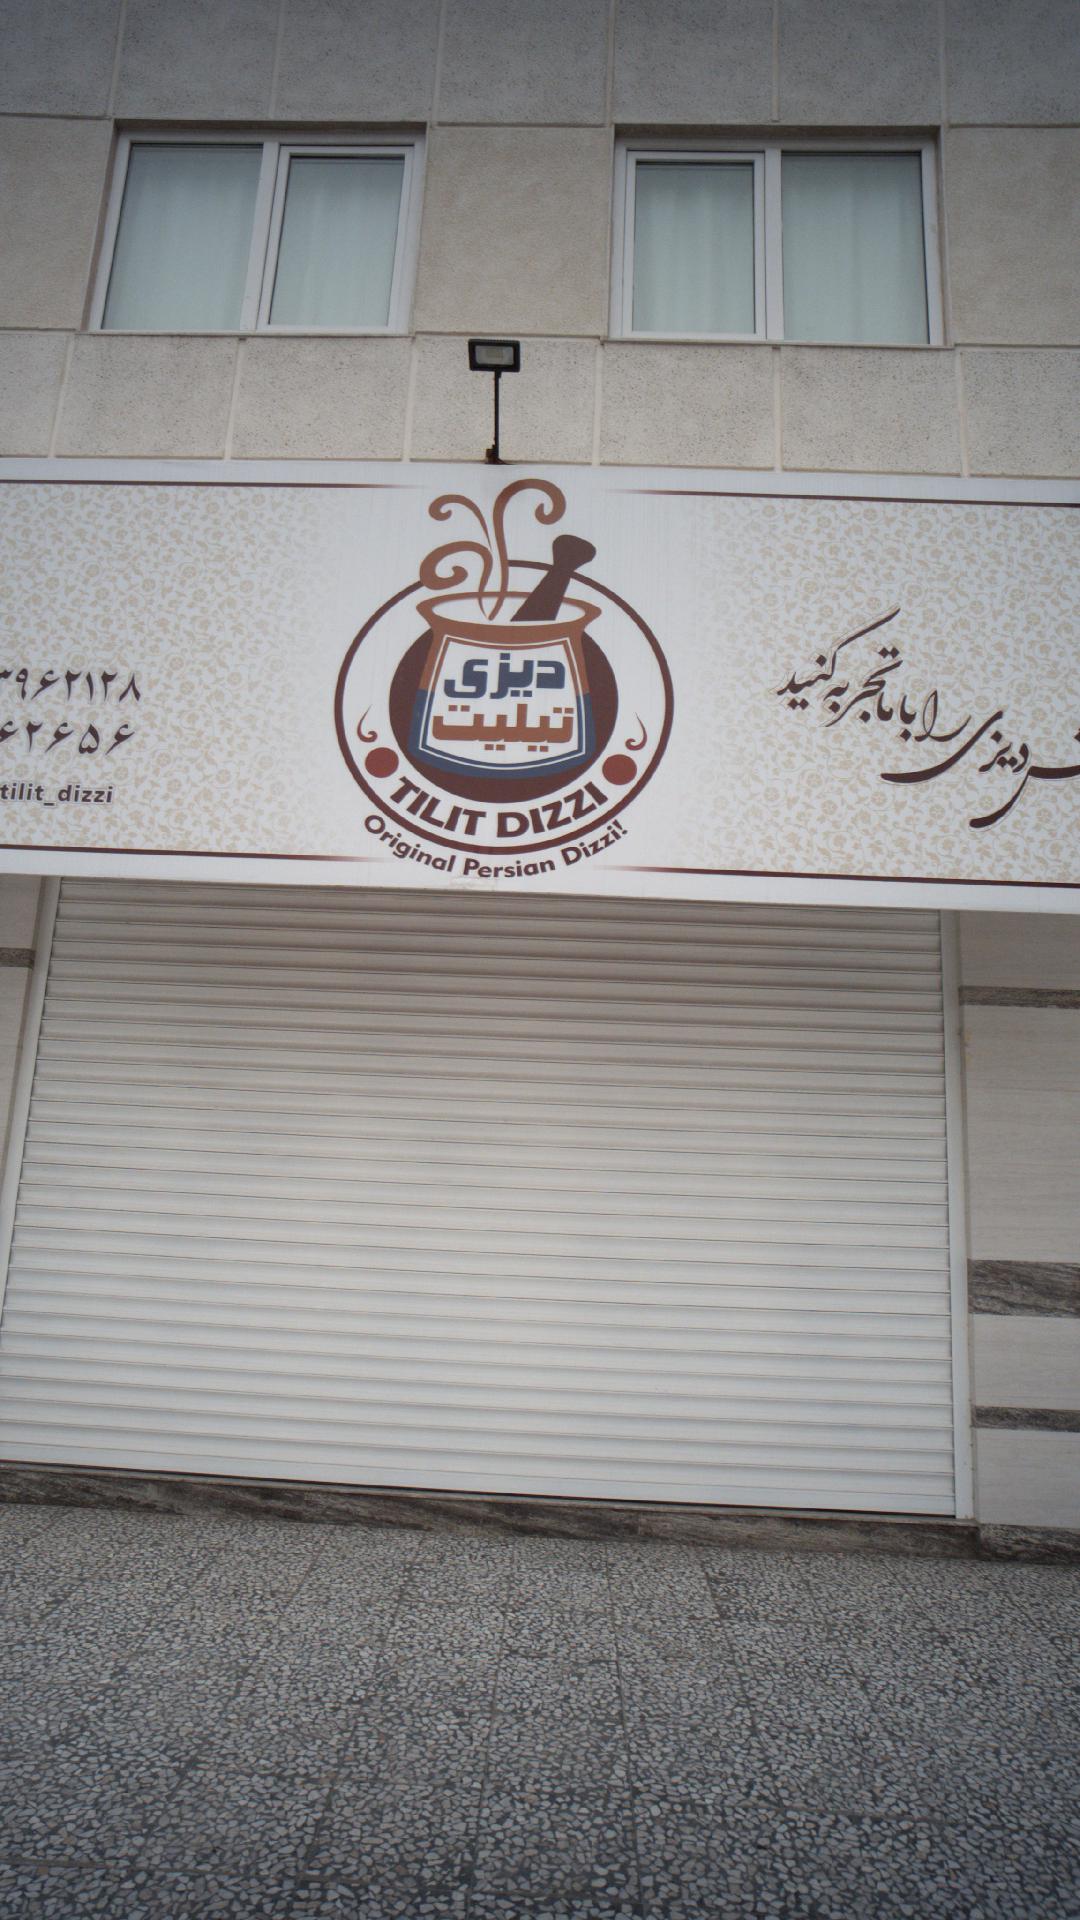 دیزی
تیلیت
TILIT DIZZI
Original Persian Dizzi!
دیزی را با ما تجربه کنید
۳۹۶۲۱۲۸
۶۲۶۵۶
tilit_dizzi